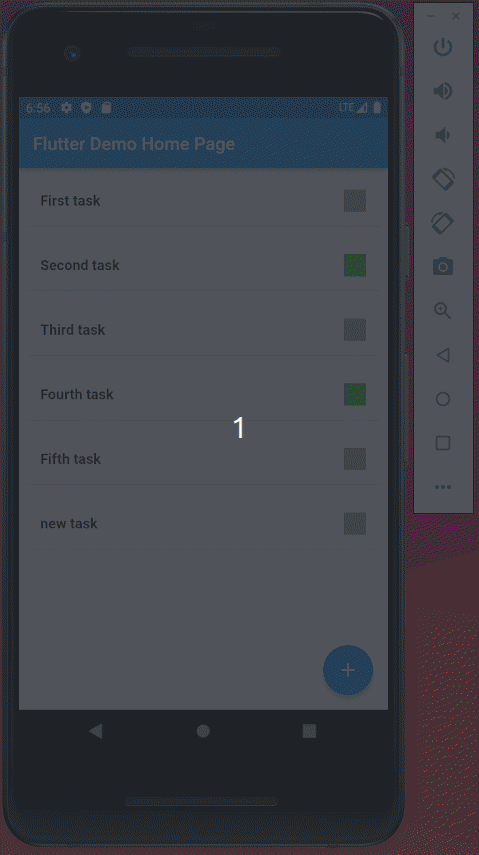 6:56 LTE
Flutter Demo Home Page
First task
Second task
Third task
Fourth task
1
Fifth task
new task